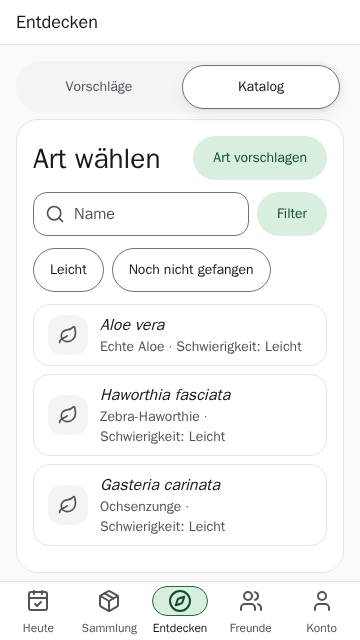 Entdecken
Vorschläge
Katalog
Art wählen
Art vorschlagen
Name
Filter
Leicht
Noch nicht gefangen
Aloe vera
Echte Aloe · Schwierigkeit: Leicht
Haworthia fasciata
Zebra-Haworthie ·
Schwierigkeit: Leicht
Gasteria carinata
Ochsenzunge ·
Schwierigkeit: Leicht
Heute
Sammlung
Entdecken
Freunde
Konto